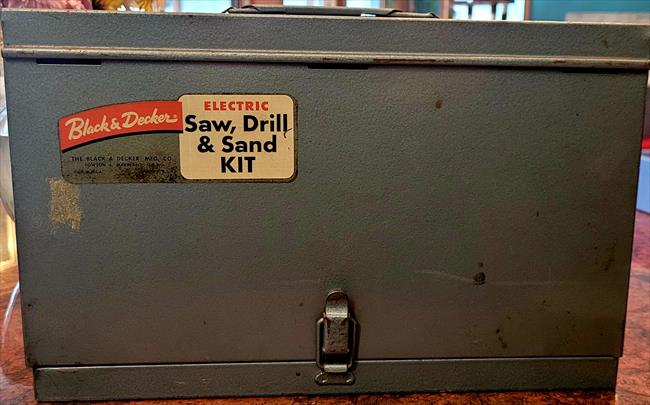 Black & Decker
THE BLACK & DECKER MFG. CO.
ELECTRIC
Saw, Drill
& Sand
KIT